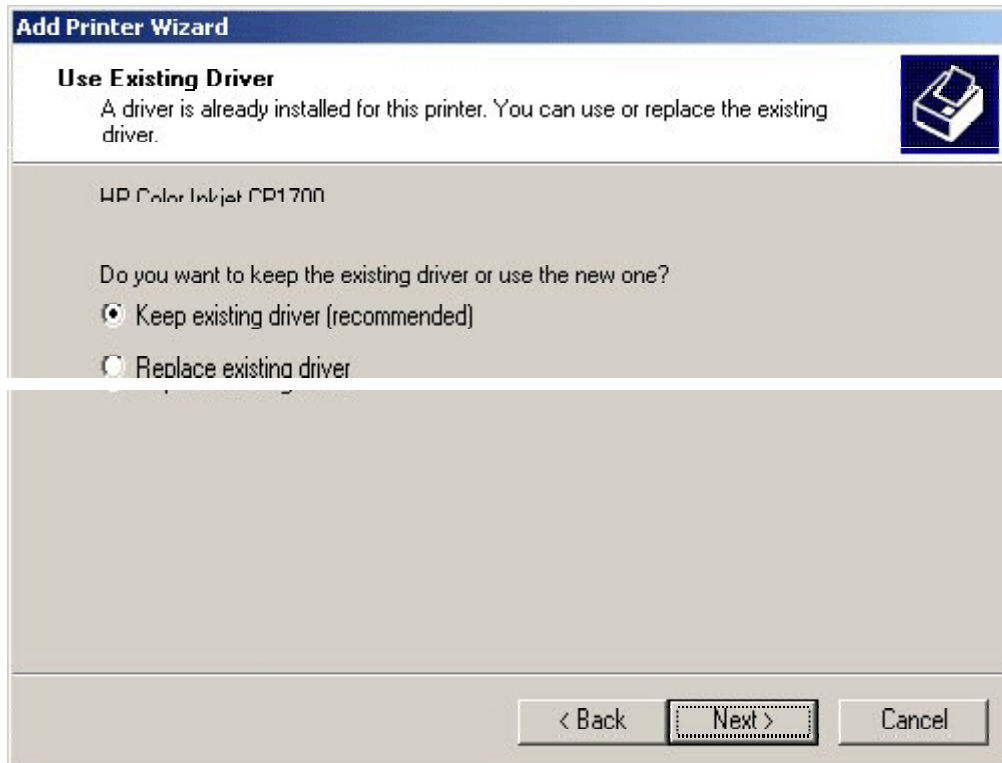 Add Printer Wizard
Use Existing Driver
A driver is already installed for this printer. You can use or replace the existing
driver.
HP Color Inkjet CP1700
Do you want to keep the existing driver or use the new one?
Keep existing driver (recommended)
Replace existing driver
< Back
Next >
Cancel